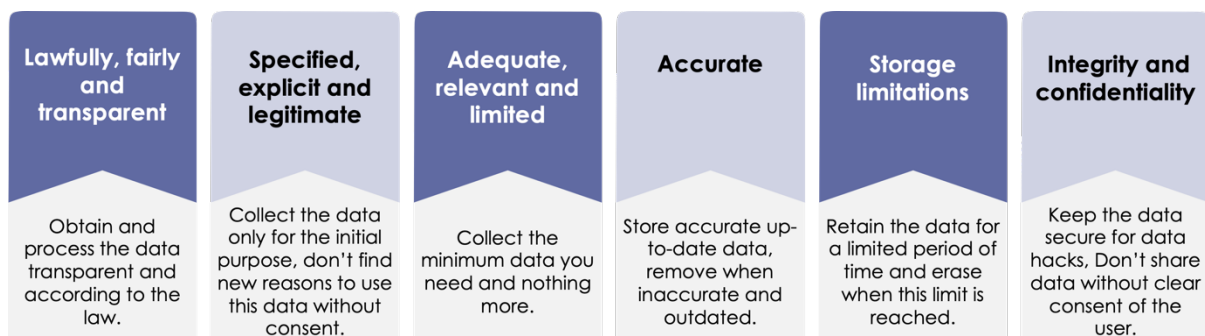 Lawfully, fairly
and
transparent
Obtain and
process the data
transparent and
according to the
law.
Specified,
explicit and
legitimate
Collect the data
only for the initial
purpose, don't find
new reasons to use
this data without
consent.
Adequate,
relevant and
limited
Collect the
minimum data you
need and nothing
more.
Accurate
Store accurate up-
to-date data,
remove when
inaccurate and
outdated.
Storage
limitations
Retain the data for
a limited period of
time and erase
when this limit is
reached.
Integrity and
confidentiality
Keep the data
secure for data
hacks, Don't share
data without clear
consent of the
user.